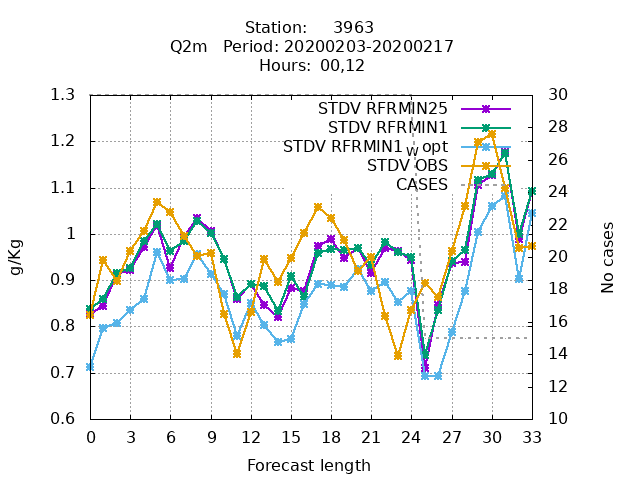 Station: 3963
Q2m Period: 20200203-20200217
Hours: 00,12
STDV RFRMIN25
STDV RFRMIN1
STDV RFRMIN1_W opt
STDV OBS
CASES
g/Kg
1.3
1.2
1.1
1
0.9
0.8
0.7
0.6
No cases
30
28
26
24
22
20
18
16
14
12
10
0 3 6 9 12 15 18 21 24 27 30 33
Forecast length